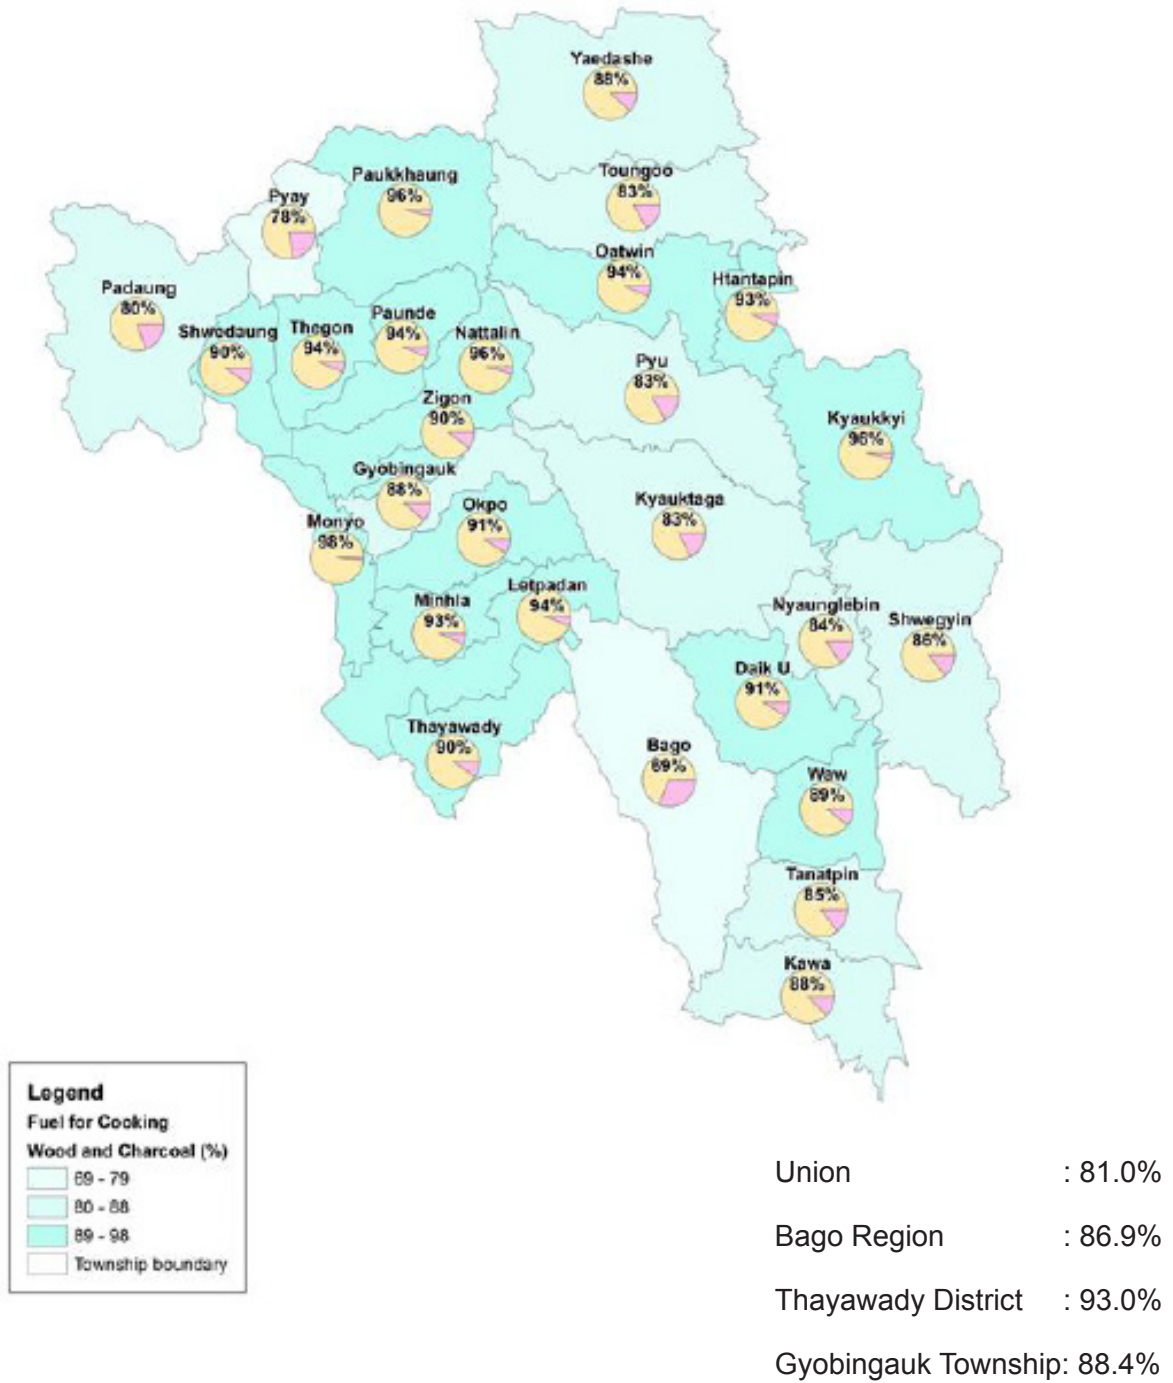 Yaedashe
88%
Toungoo
83%
Paukkhaung
96%
Pyay
78%
Oatwin
94%
Htantapin
93%
Padaung
80%
Shwedaung
90%
Thegon
94%
Paunde
94%
Nattalin
96%
Pyu
83%
Zigon
90%
Kyaukkyi
96%
Gyobingauk
88%
Okpo
91%
Kyauktaga
83%
Monyo
98%
Letpadan
94%
Minhla
93%
Nyaunglebin
84%
Shwegyin
86%
Daik U
91%
Thayawady
90%
Bago
69%
Waw
89%
Tanatpin
85%
Kawa
88%
Legend
Fuel for Cooking
Wood and Charcoal (%)
69 - 79
80 - 88
89 - 98
Township boundary
Union : 81.0%
Bago Region : 86.9%
Thayawady District : 93.0%
Gyobingauk Township: 88.4%